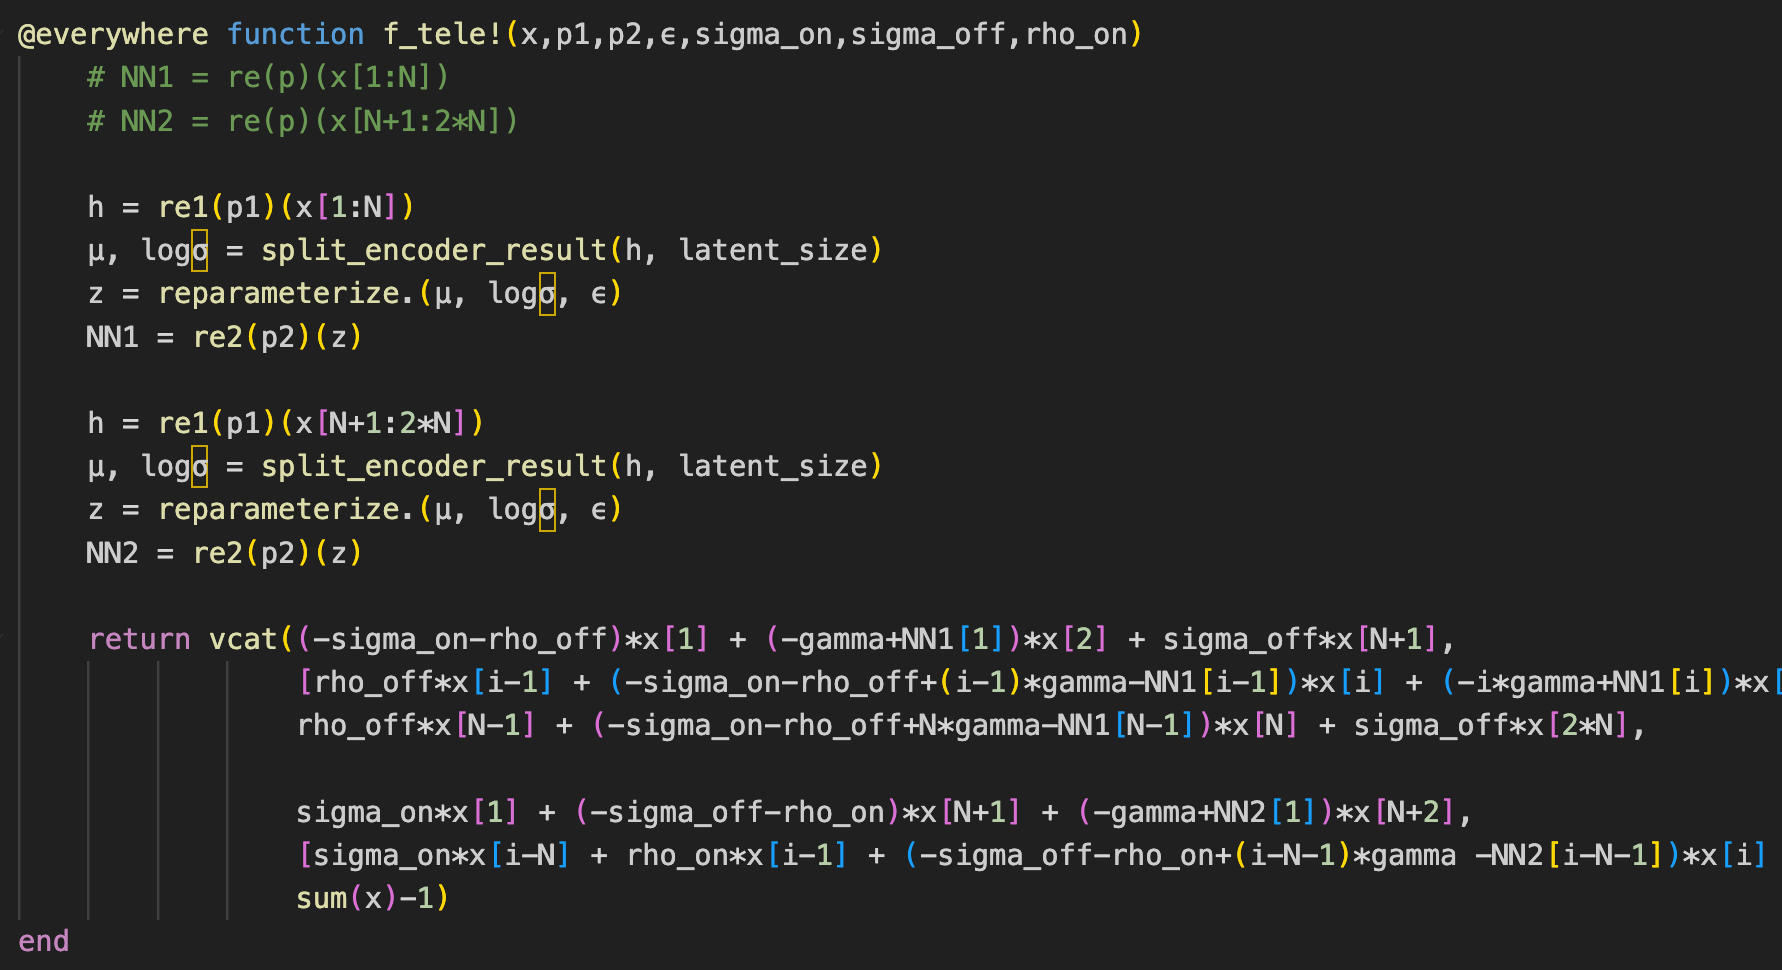 @everywhere function f_tele!(x,p1,p2,ϵ,sigma_on,sigma_off,rho_on)
    # NN1 = re(p)(x[1:N])
    # NN2 = re(p)(x[N+1:2*N])
    h = re1(p1)(x[1:N])
    μ, logσ = split_encoder_result(h, latent_size)
    z = reparameterize.(μ, logσ, ϵ)
    NN1 = re2(p2)(z)
    h = re1(p1)(x[N+1:2*N])
    μ, logσ = split_encoder_result(h, latent_size)
    z = reparameterize.(μ, logσ, ϵ)
    NN2 = re2(p2)(z)
    return vcat((-sigma_on-rho_off)*x[1] + (-gamma+NN1[1])*x[2] + sigma_off*x[N+1],
                [rho_off*x[i-1] + (-sigma_on-rho_off+(i-1)*gamma-NN1[i-1])*x[i] + (-i*gamma+NN1[i])*x[
                rho_off*x[N-1] + (-sigma_on-rho_off+N*gamma-NN1[N-1])*x[N] + sigma_off*x[2*N],
                sigma_on*x[1] + (-sigma_off-rho_on)*x[N+1] + (-gamma+NN2[1])*x[N+2],
                [sigma_on*x[i-N] + rho_on*x[i-1] + (-sigma_off-rho_on+(i-N-1)*gamma -NN2[i-N-1])*x[i]
                sum(x)-1)
end